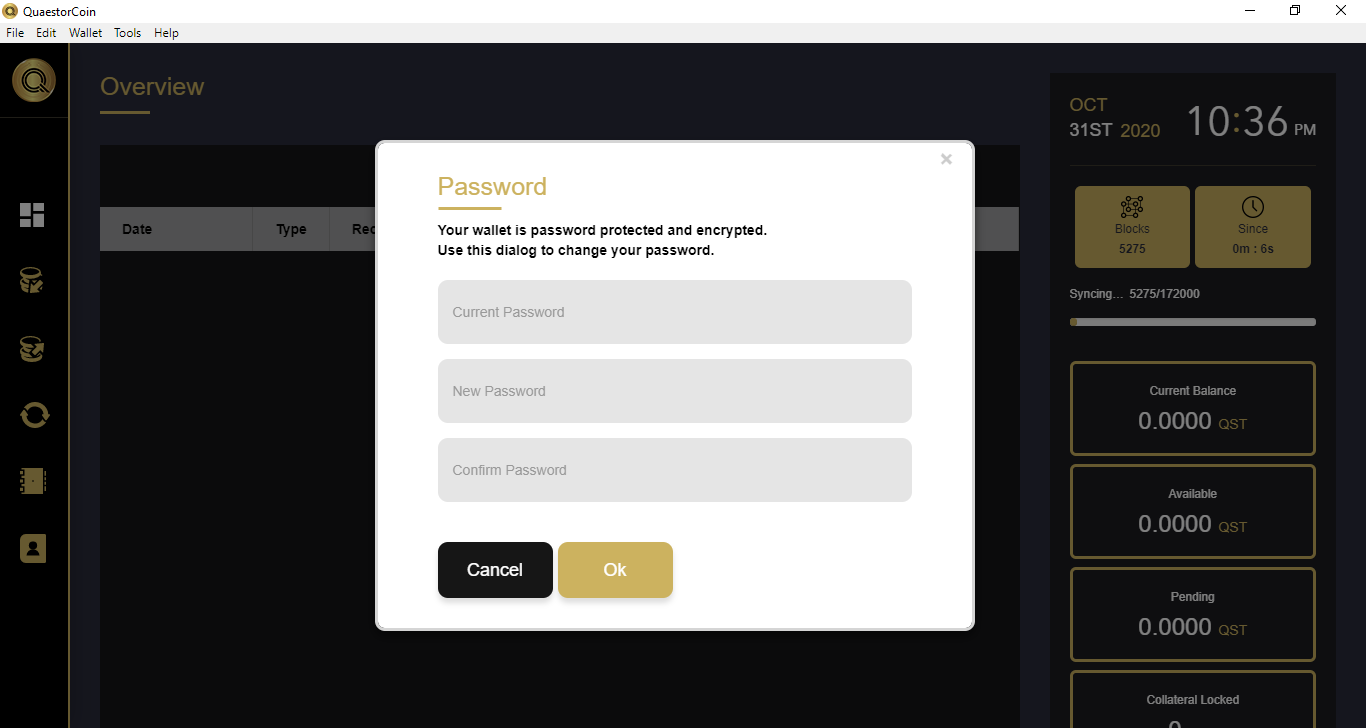 QuaestorCoin
File Edit Wallet Tools Help
Overview
OCT
31ST 2020
10:36 PM
Date Type
Password
Your wallet is password protected and encrypted.
Use this dialog to change your password.
Current Password
New Password
Confirm Password
Cancel Ok
Blocks
5275
Since
0m : 6s
Syncing... 5275/172000
Current Balance
0.0000 QST
Available
0.0000 QST
Pending
0.0000 QST
Collateral Locked